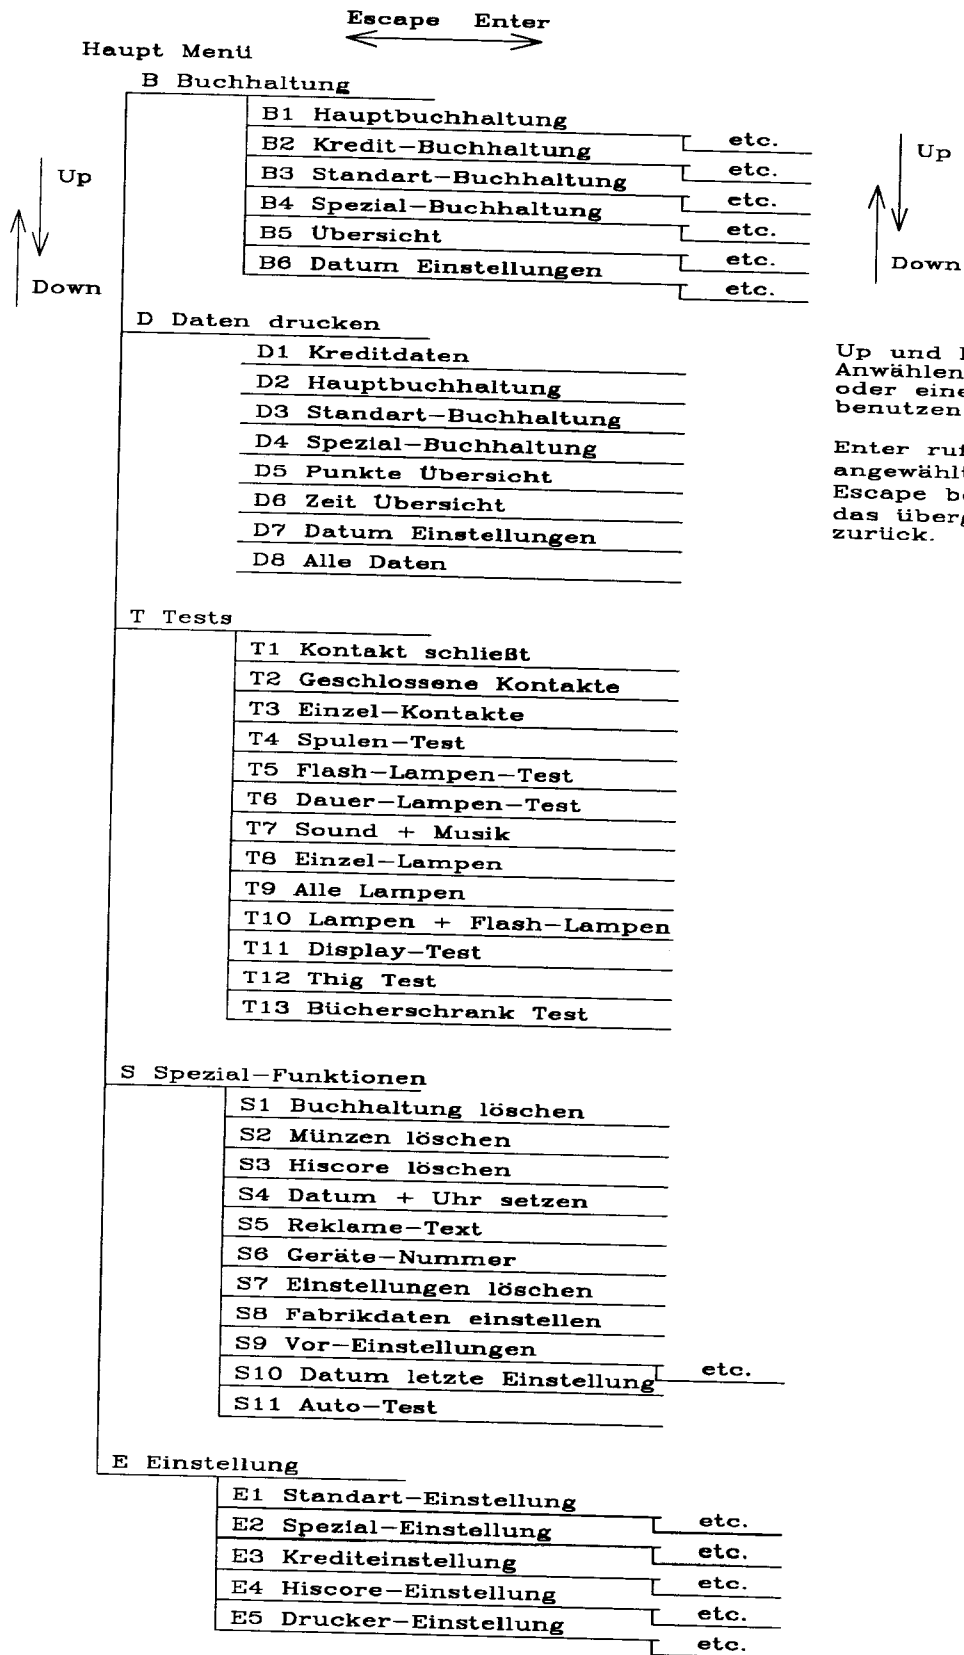 Escape Enter
Haupt Menü
B Buchhaltung
B1 Hauptbuchhaltung
etc.
B2 Kredit-Buchhaltung
etc.
B3 Standart-Buchhaltung
etc.
B4 Spezial-Buchhaltung
etc.
B5 Übersicht
etc.
B6 Datum Einstellungen
etc.
Up
Down
Up
Down
D Daten drucken
D1 Kreditdaten
D2 Hauptbuchhaltung
D3 Standart-Buchhaltung
D4 Spezial-Buchhaltung
D5 Punkte Übersicht
D6 Zeit Übersicht
D7 Datum Einstellungen
D8 Alle Daten
Up und
Anwählen
oder eine
benutzen
Enter ruf
angewählt
Escape be
das überg
zurück.
T Tests
T1 Kontakt schließt
T2 Geschlossene Kontakte
T3 Einzel-Kontakte
T4 Spulen-Test
T5 Flash-Lampen-Test
T6 Dauer-Lampen-Test
T7 Sound + Musik
T8 Einzel-Lampen
T9 Alle Lampen
T10 Lampen + Flash-Lampen
T11 Display-Test
T12 Thig Test
T13 Bücherschrank Test
S Spezial-Funktionen
S1 Buchhaltung löschen
S2 Münzen löschen
S3 Hiscore löschen
S4 Datum + Uhr setzen
S5 Reklame-Text
S6 Geräte-Nummer
S7 Einstellungen löschen
S8 Fabrikdaten einstellen
S9 Vor-Einstellungen
etc.
S10 Datum letzte Einstellung
S11 Auto-Test
E Einstellung
E1 Standart-Einstellung
etc.
E2 Spezial-Einstellung
etc.
E3 Krediteinstellung
etc.
E4 Hiscore-Einstellung
etc.
E5 Drucker-Einstellung
etc.